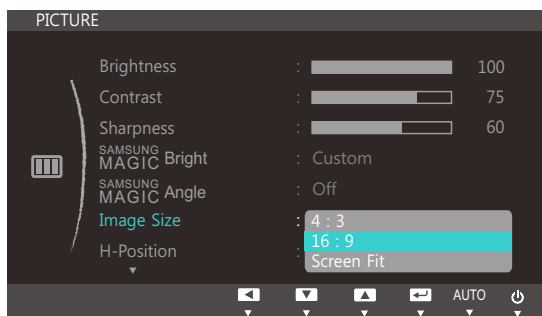 PICTURE
Brightness : 100
Contrast : 75
Sharpness : 60
SAMSUNG MAGIC Bright : Custom
SAMSUNG MAGIC Angle : Off
Image Size : 4 : 3
16 : 9
H-Position : Screen Fit
AUTO